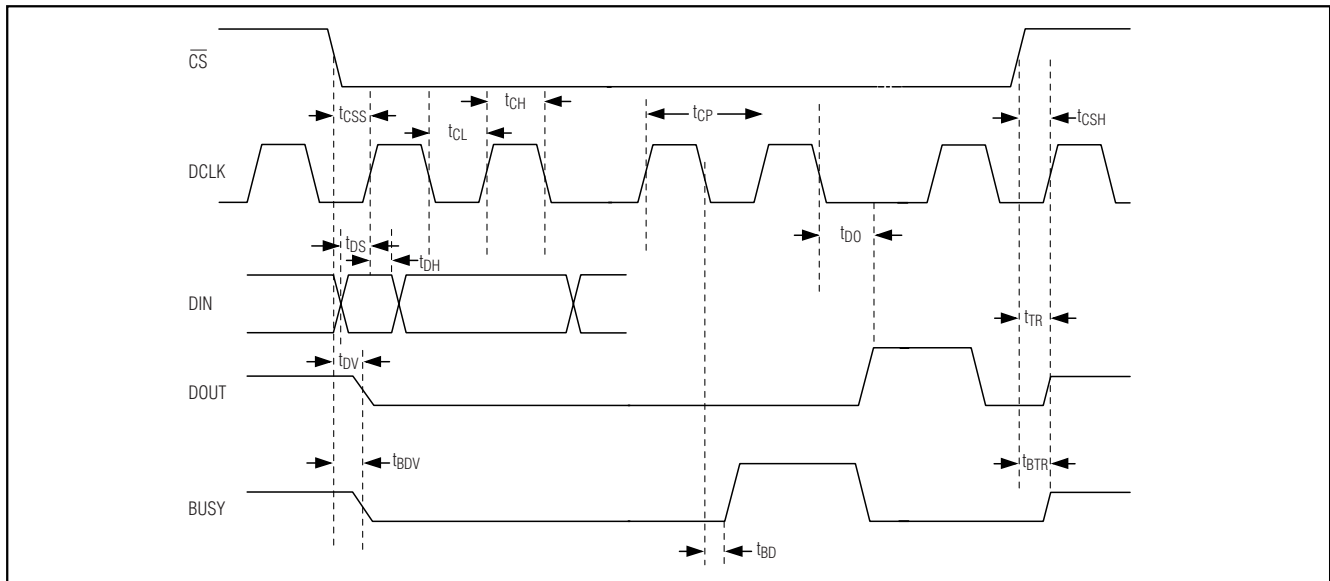 CS
tCSS
tCH
tCL
tCP
tCSH
DCLK
tDO
tDS
tDH
DIN
tTR
tDV
DOUT
tBDV
tBTR
BUSY
tBD